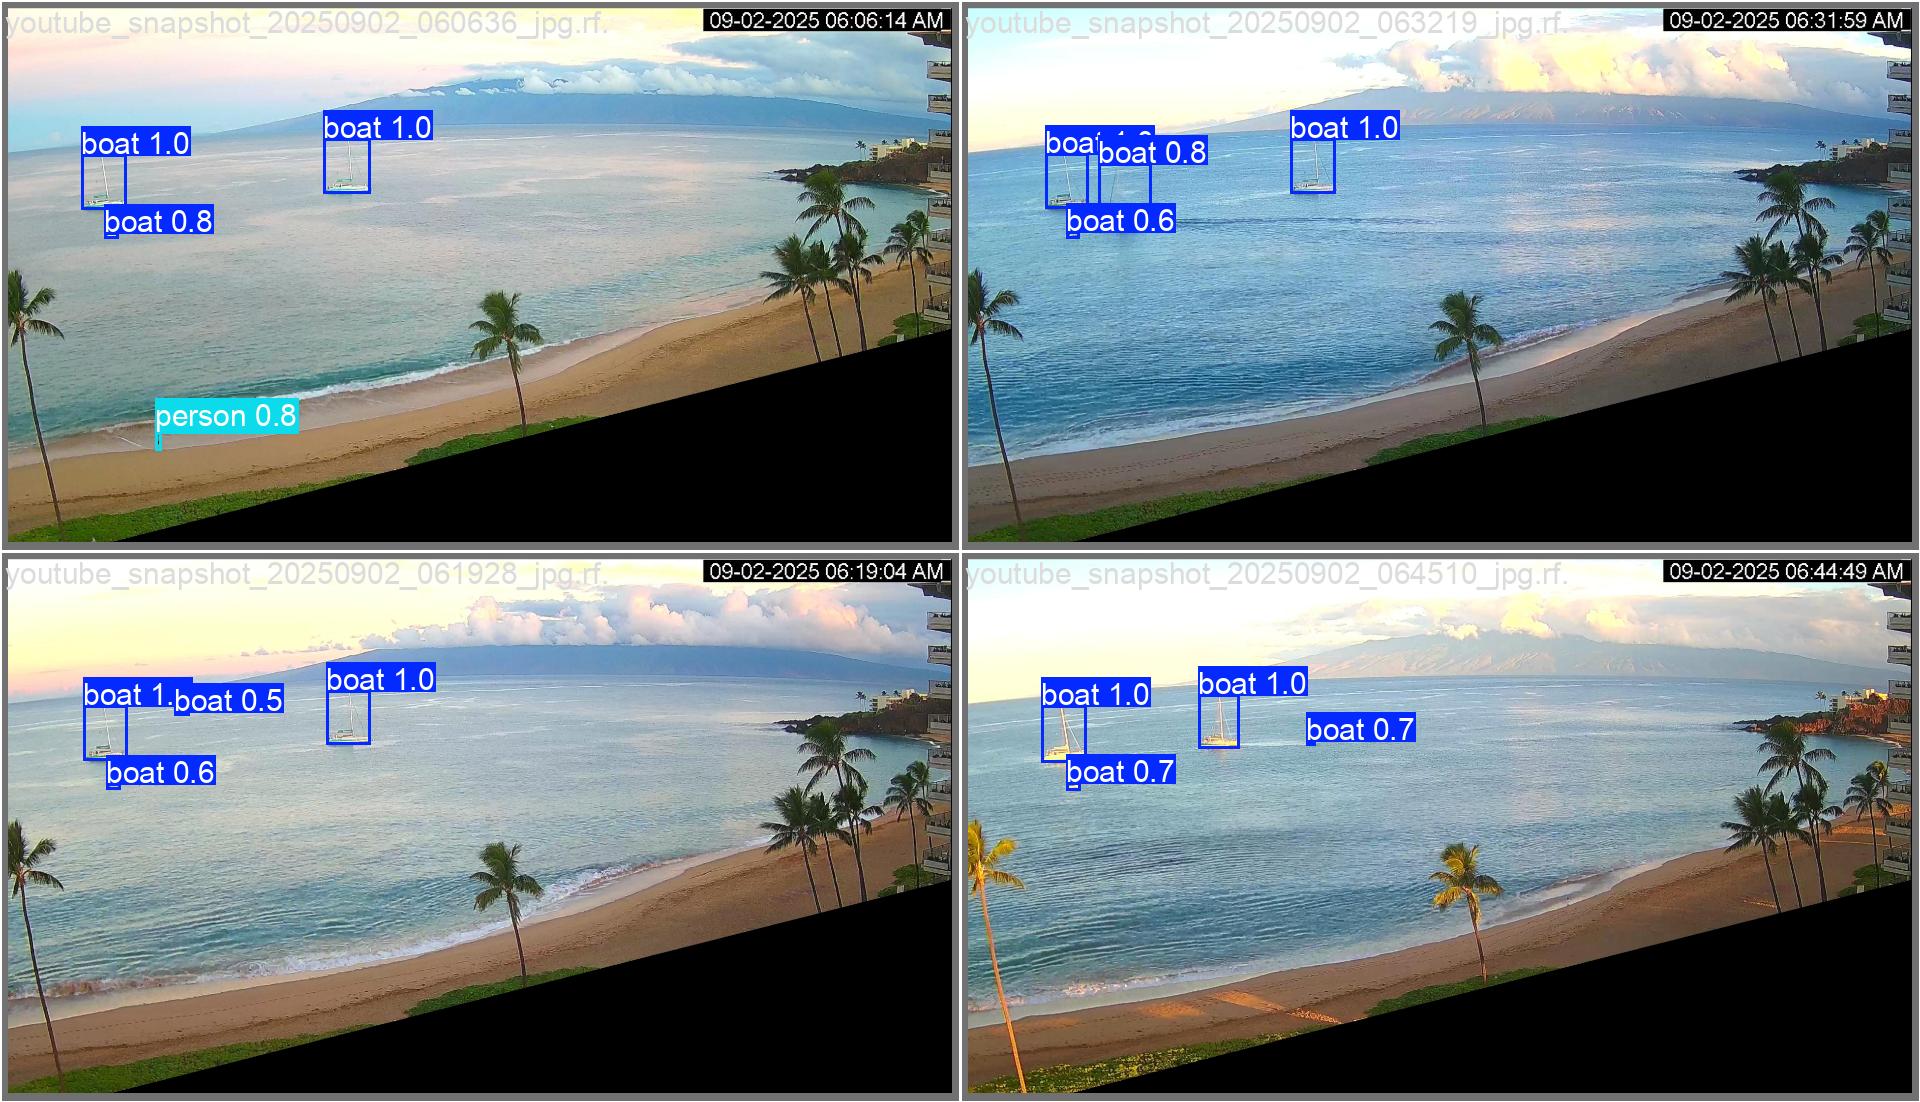 youtube_snapshot_20250902_060636_jpg.rf.
09-02-2025 06:06:14 AM
boat 1.0
boat 1.0
boat 0.8
person 0.8
youtube_snapshot_20250902_063219_jpg.rf.
09-02-2025 06:31:59 AM
boat
boat 0.8
boat 1.0
boat 0.6
youtube_snapshot_20250902_061928_jpg.rf.
09-02-2025 06:19:04 AM
boat 1.
boat 0.5
boat 1.0
boat 0.6
youtube_snapshot_20250902_064510_jpg.rf.
09-02-2025 06:44:49 AM
boat 1.0
boat 1.0
boat 0.7
boat 0.7